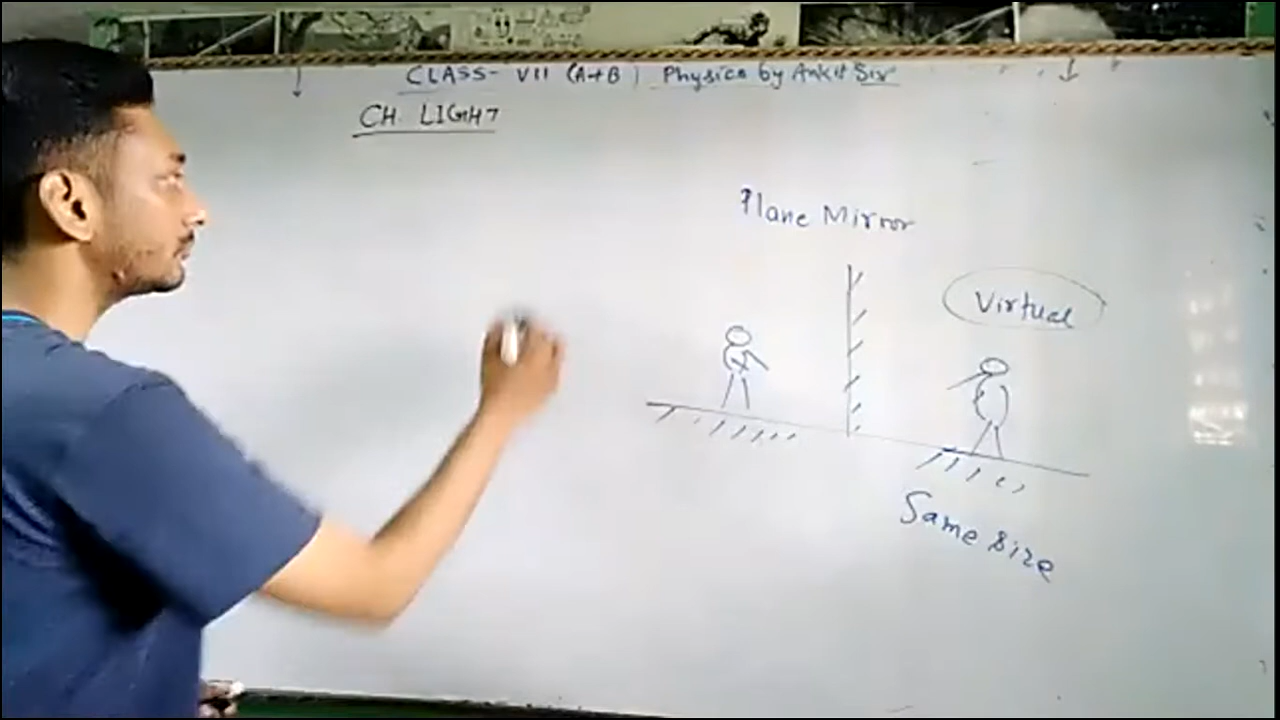 CLASS- VII (A+B) Physics by Ankit Sir
CH. LIGHT
Plane Mirror
Virtual
Same Size